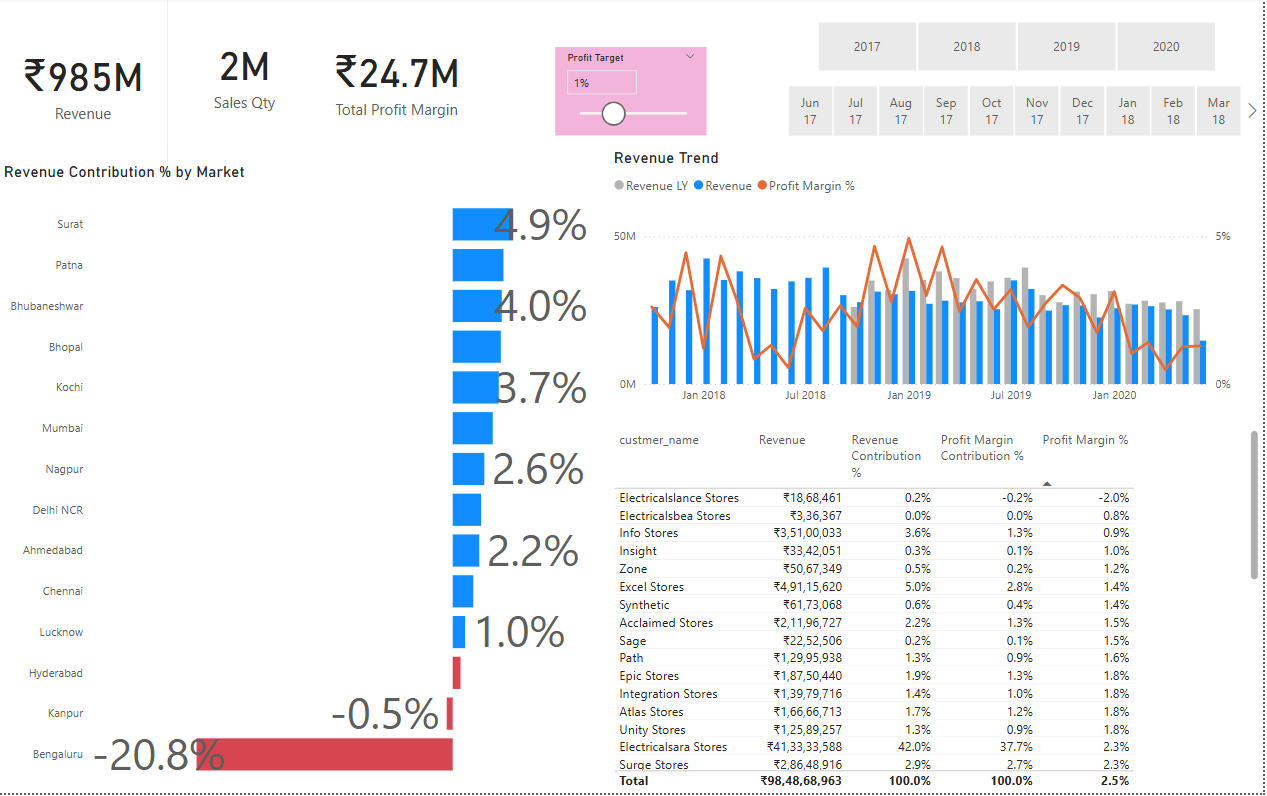 ₹985M
Revenue
2M
Sales Qty
₹24.7M
Total Profit Margin
Profit Target
1%
2017 2018 2019 2020
Jun 17 Jul 17 Aug 17 Sep 17 Oct 17 Nov 17 Dec 17 Jan 18 Feb 18 Mar 18
Revenue Contribution % by Market
Surat 4.9%
Patna
Bhubaneshwar 4.0%
Bhopal
Kochi 3.7%
Mumbai
Nagpur 2.6%
Delhi NCR
Ahmedabad 2.2%
Chennai
Lucknow 1.0%
Hyderabad
Kanpur -0.5%
Bengaluru -20.8%
Revenue Trend
Revenue LY Revenue Profit Margin %
50M 5%
0M 0%
Jan 2018 Jul 2018 Jan 2019 Jul 2019 Jan 2020
custmer_name Revenue Revenue Contribution % Profit Margin Contribution % Profit Margin %
Electricalslance Stores ₹18,68,461 0.2% -0.2% -2.0%
Electricalsbea Stores ₹3,36,367 0.0% 0.0% 0.8%
Info Stores ₹3,51,00,033 3.6% 1.3% 0.9%
Insight ₹33,42,051 0.3% 0.1% 1.0%
Zone ₹50,67,349 0.5% 0.2% 1.2%
Excel Stores ₹4,91,15,620 5.0% 2.8% 1.4%
Synthetic ₹61,73,068 0.6% 0.4% 1.4%
Acclaimed Stores ₹2,11,96,727 2.2% 1.3% 1.5%
Sage ₹22,52,506 0.2% 0.1% 1.5%
Path ₹1,29,95,938 1.3% 0.9% 1.6%
Epic Stores ₹1,87,50,440 1.9% 1.3% 1.8%
Integration Stores ₹1,39,79,716 1.4% 1.0% 1.8%
Atlas Stores ₹1,66,66,713 1.7% 1.2% 1.8%
Unity Stores ₹1,25,89,257 1.3% 0.9% 1.8%
Electricalsara Stores ₹41,33,33,588 42.0% 37.7% 2.3%
Surge Stores ₹2,86,48,916 2.9% 2.7% 2.3%
Total ₹98,48,68,963 100.0% 100.0% 2.5%